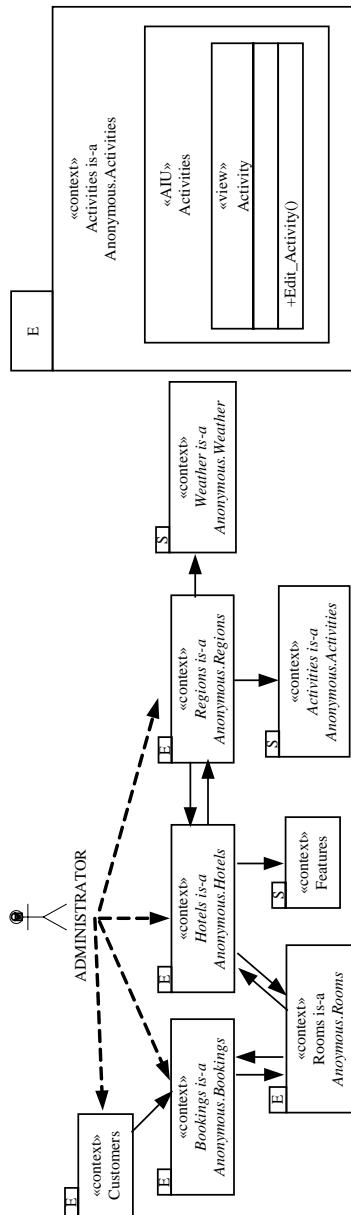 ADMINISTRATOR
E
«context»
Customers
E
«context»
Bookings is-a
Anonymous.Bookings
E
«context»
Hotels is-a
Anonymous.Hotels
E
«context»
Regions is-a
Anonymous.Regions
S
«context»
Weather is-a
Anonymous.Weather
E
«context»
Rooms is-a
Anoymous.Rooms
S
«context»
Features
S
«context»
Activities is-a
Anonymous.Activities
E
«context»
Activities is-a
Anonymous.Activities
«AIU»
Activities
«view»
Activity
+Edit_Activity()